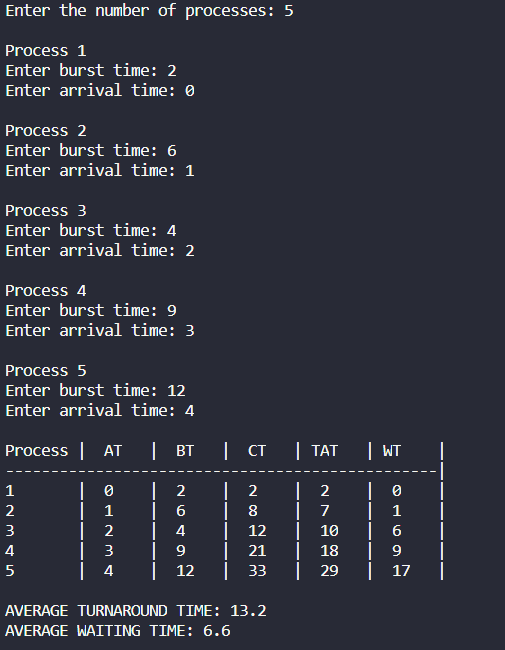 Enter the number of processes: 5
Process 1
Enter burst time: 2
Enter arrival time: 0
Process 2
Enter burst time: 6
Enter arrival time: 1
Process 3
Enter burst time: 4
Enter arrival time: 2
Process 4
Enter burst time: 9
Enter arrival time: 3
Process 5
Enter burst time: 12
Enter arrival time: 4
Process |  AT   |  BT   |  CT   | TAT   | WT    |
------------------------------------------------|
1       |  0    |  2    |  2    |  2    |  0    |
2       |  1    |  6    |  8    |  7    |  1    |
3       |  2    |  4    |  12   |  10   |  6    |
4       |  3    |  9    |  21   |  18   |  9    |
5       |  4    |  12   |  33   |  29   |  17   |
AVERAGE TURNAROUND TIME: 13.2
AVERAGE WAITING TIME: 6.6